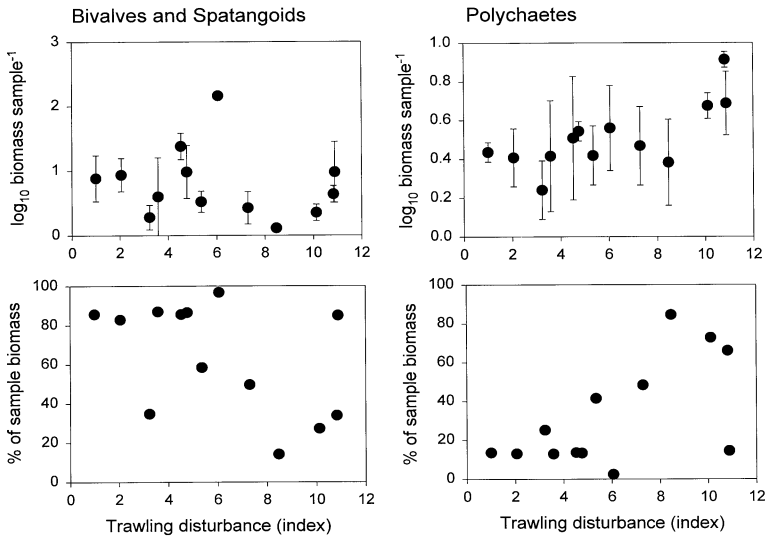 Bivalves and Spatangoids
Polychaetes
log10 biomass sample-1
3
2
1
0
0 2 4 6 8 10 12
log10 biomass sample-1
1.0
0.8
0.6
0.4
0.2
0.0
0 2 4 6 8 10 12
% of sample biomass
100
80
60
40
20
0
0 2 4 6 8 10 12
Trawling disturbance (index)
% of sample biomass
100
80
60
40
20
0
0 2 4 6 8 10 12
Trawling disturbance (index)